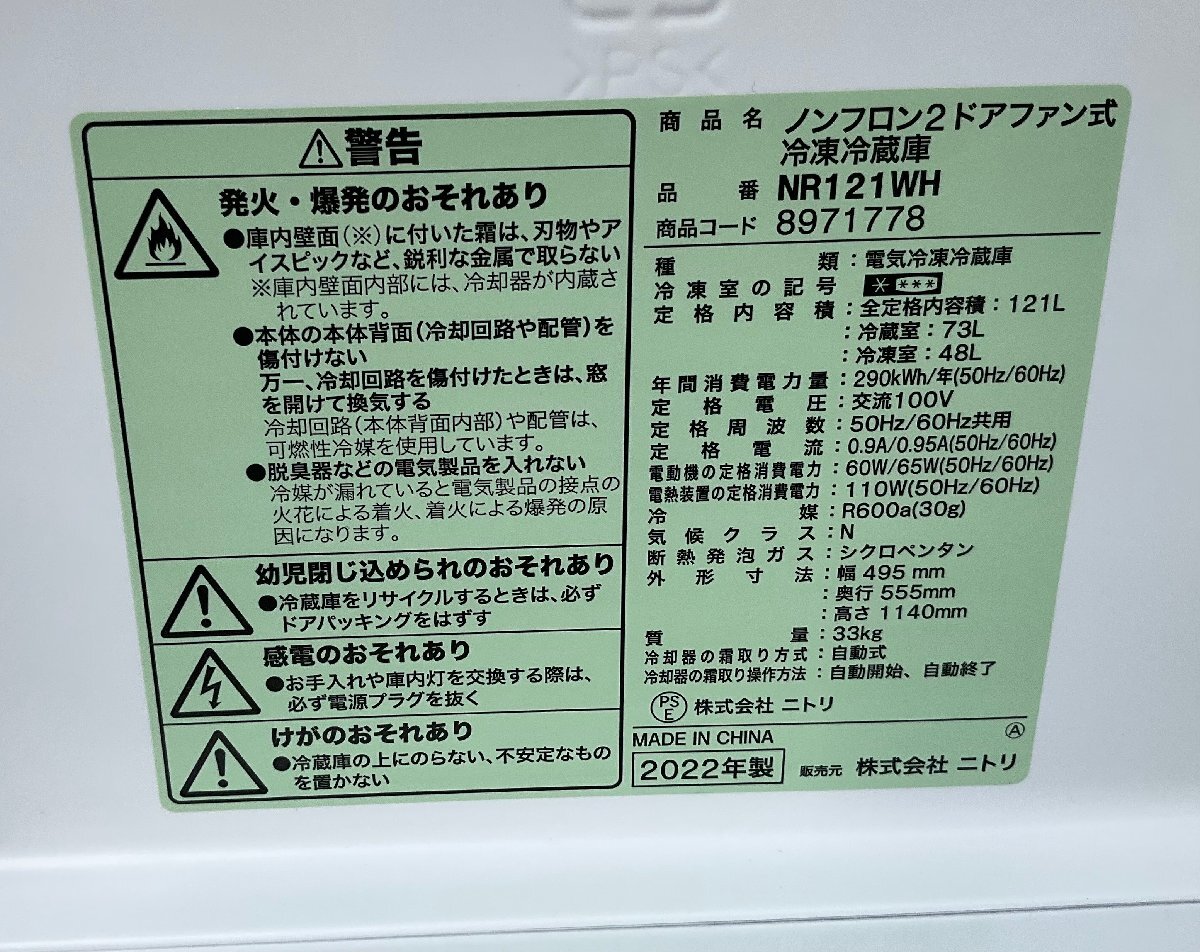 警告
発火・爆発のおそれあり
●庫内壁面(※)に付いた霜は、刃物やア
イスピックなど、鋭利な金属で取らない
※庫内壁面内部には、冷却器が内蔵さ
れています。
●本体の本体背面(冷却回路や配管)を
傷付けない
万一、冷却回路を傷付けたときは、窓
を開けて換気する
冷却回路(本体背面内部)や配管は、
可燃性冷媒を使用しています。
●脱臭器などの電気製品を入れない
冷媒が漏れていると電気製品の接点の
火花による着火、着火による爆発の原
因になります。
幼児閉じ込められのおそれあり
●冷蔵庫をリサイクルするときは、必ず
ドアパッキングをはずす
感電のおそれあり
●お手入れや庫内灯を交換する際は、
必ず電源プラグを抜く
けがのおそれあり
●冷蔵庫の上にのらない、不安定なもの
を置かない
商品名 ノンフロン2ドアファン式
冷凍冷蔵庫
品番 NR121WH
商品コード 8971778
種類:電気冷凍冷蔵庫
冷凍室の記号 * ***
定格内容積:全定格内容積:121L
:冷蔵室:73L
:冷凍室:48L
年間消費電力量:290kWh/年(50Hz/60Hz)
定格電圧:交流100V
定格周波数:50Hz/60Hz共用
定格電流:0.9A/0.95A(50Hz/60Hz)
電動機の定格消費電力:60W/65W(50Hz/60Hz)
電熱装置の定格消費電力:110W(50Hz/60Hz)
冷媒:R600a(30g)
気候クラス:N
断熱発泡ガス:シクロペンタン
外形寸法:幅 495 mm
:奥行 555mm
:高さ 1140mm
質量:33kg
冷却器の霜取り方式:自動式
冷却器の霜取り操作方法:自動開始、自動終了
PSE 株式会社 ニトリ
MADE IN CHINA Ⓐ
2022年製 販売元 株式会社 ニトリ